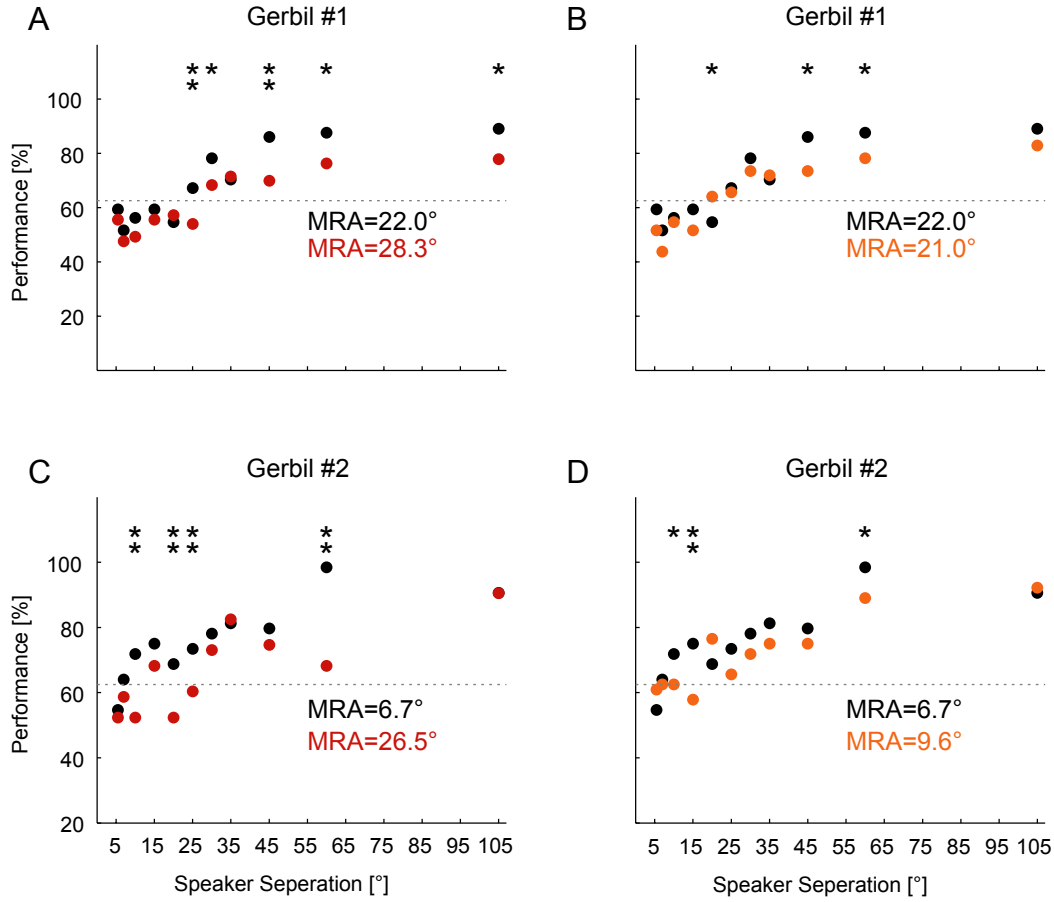 A
Gerbil #1
* * * * *
* *
100
80
60
40
20
Performance [%]
MRA=22.0°
MRA=28.3°
B
Gerbil #1
* * *
MRA=22.0°
MRA=21.0°
C
Gerbil #2
* * * *
* * * *
100
80
60
40
20
Performance [%]
MRA=6.7°
MRA=26.5°
5 15 25 35 45 55 65 75 85 95 105
Speaker Seperation [°]
D
Gerbil #2
* * *
*
MRA=6.7°
MRA=9.6°
5 15 25 35 45 55 65 75 85 95 105
Speaker Seperation [°]